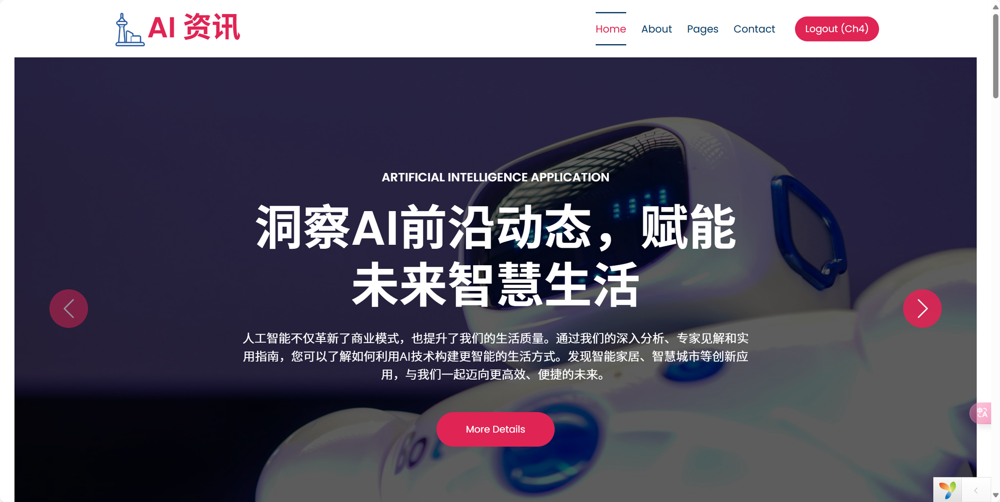 AI 资讯
Home
About
Pages
Contact
Logout (Ch4)
ARTIFICIAL INTELLIGENCE APPLICATION
洞察AI前沿动态，赋能
未来智慧生活
人工智能不仅革新了商业模式，也提升了我们的生活质量。通过我们的深入分析、专家见解和实
用指南，您可以了解如何利用AI技术构建更智能的生活方式。发现智能家居、智慧城市等创新应
用，与我们一起迈向更高效、便捷的未来。
More Details